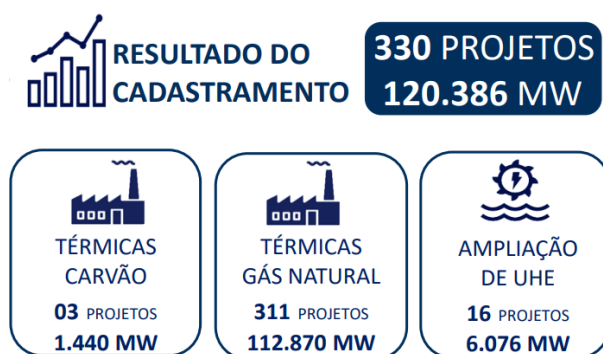 RESULTADO DO
CADASTRAMENTO
330 PROJETOS
120.386 MW
TÉRMICAS
CARVÃO
03 PROJETOS
1.440 MW
TÉRMICAS
GÁS NATURAL
311 PROJETOS
112.870 MW
AMPLIAÇÃO
DE UHE
16 PROJETOS
6.076 MW